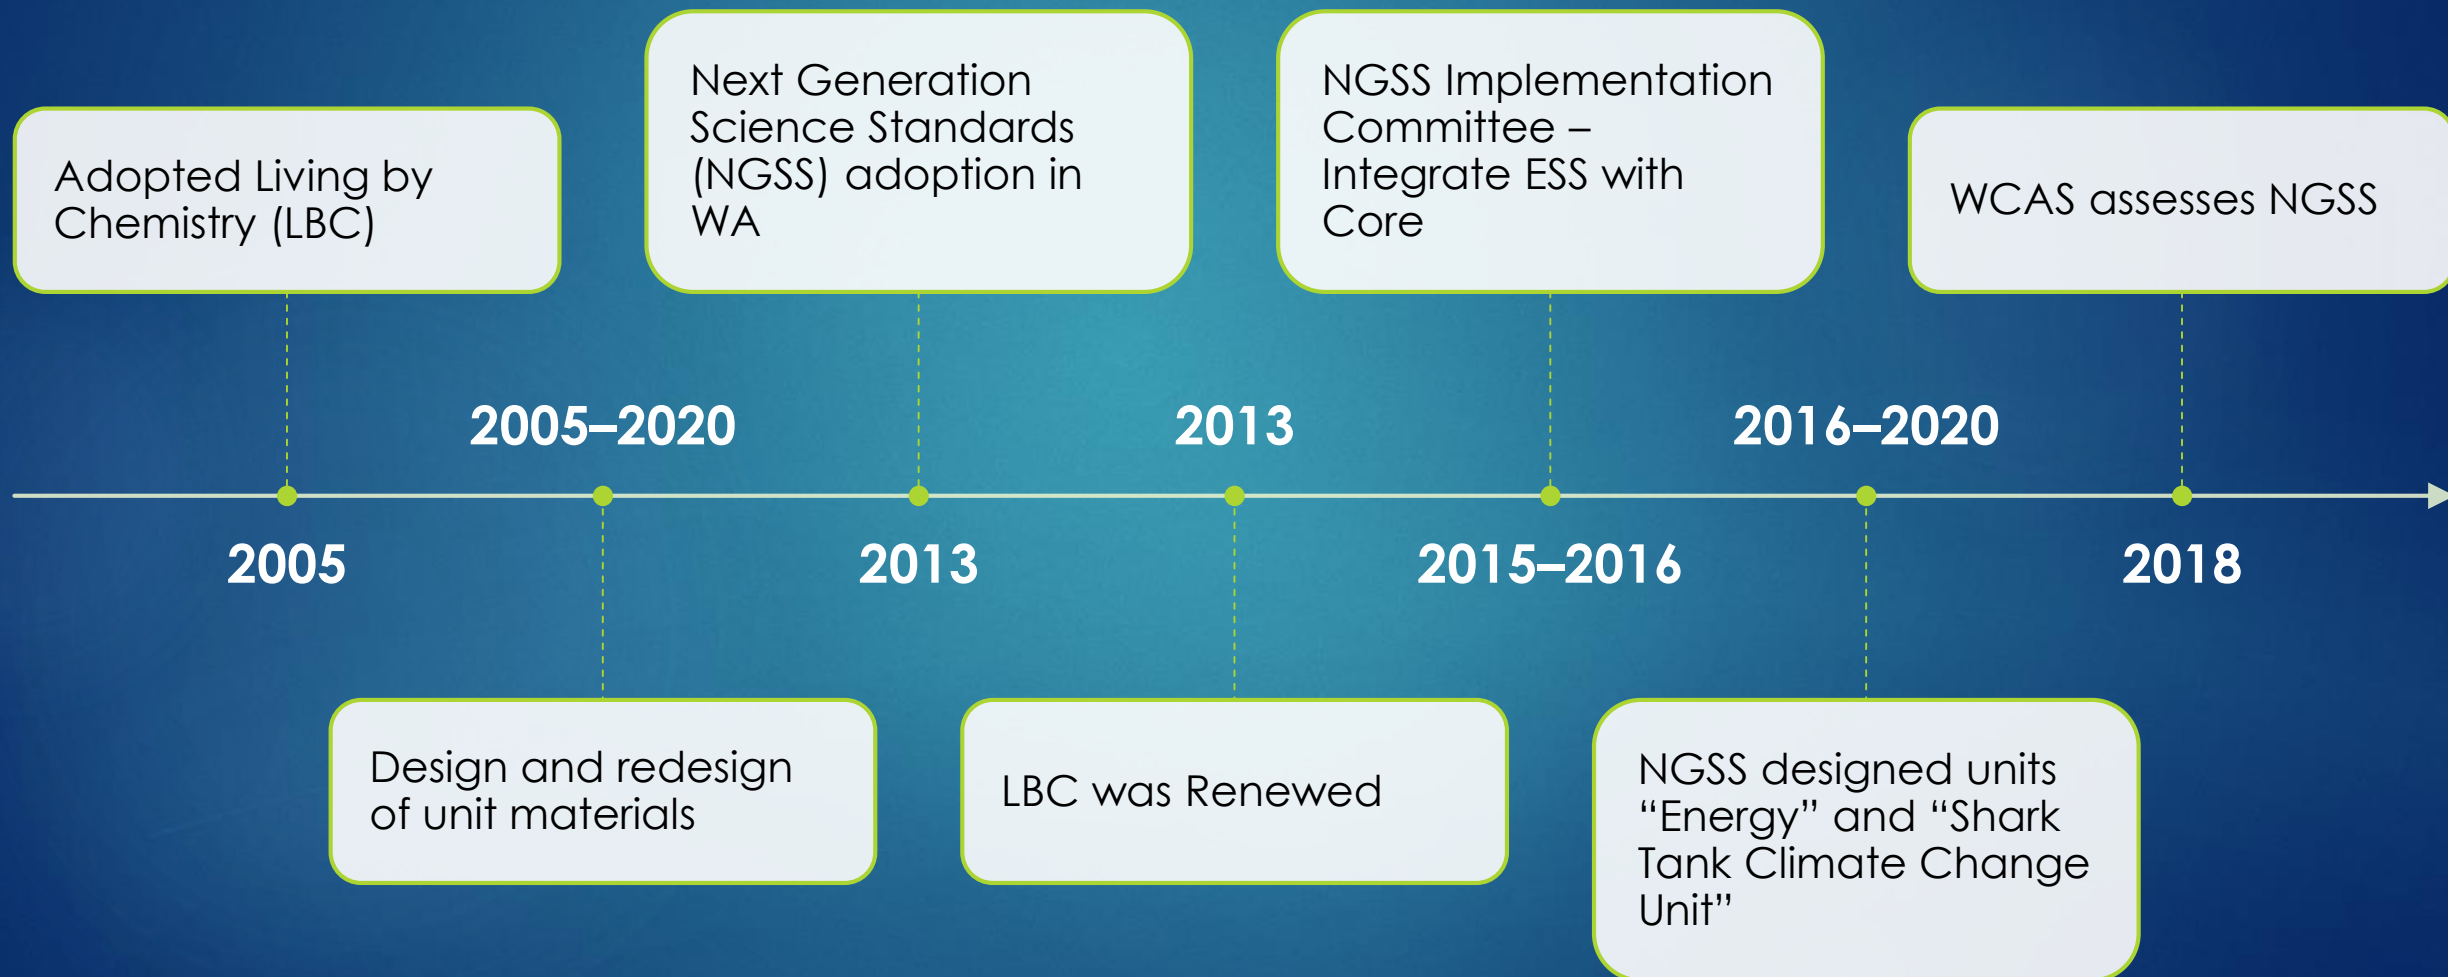 Adopted Living by
Chemistry (LBC)
2005
2005–2020
Design and redesign
of unit materials
Next Generation
Science Standards
(NGSS) adoption in
WA
2013
2013
LBC was Renewed
NGSS Implementation
Committee –
Integrate ESS with
Core
2015–2016
2016–2020
NGSS designed units
“Energy” and “Shark
Tank Climate Change
Unit”
WCAS assesses NGSS
2018